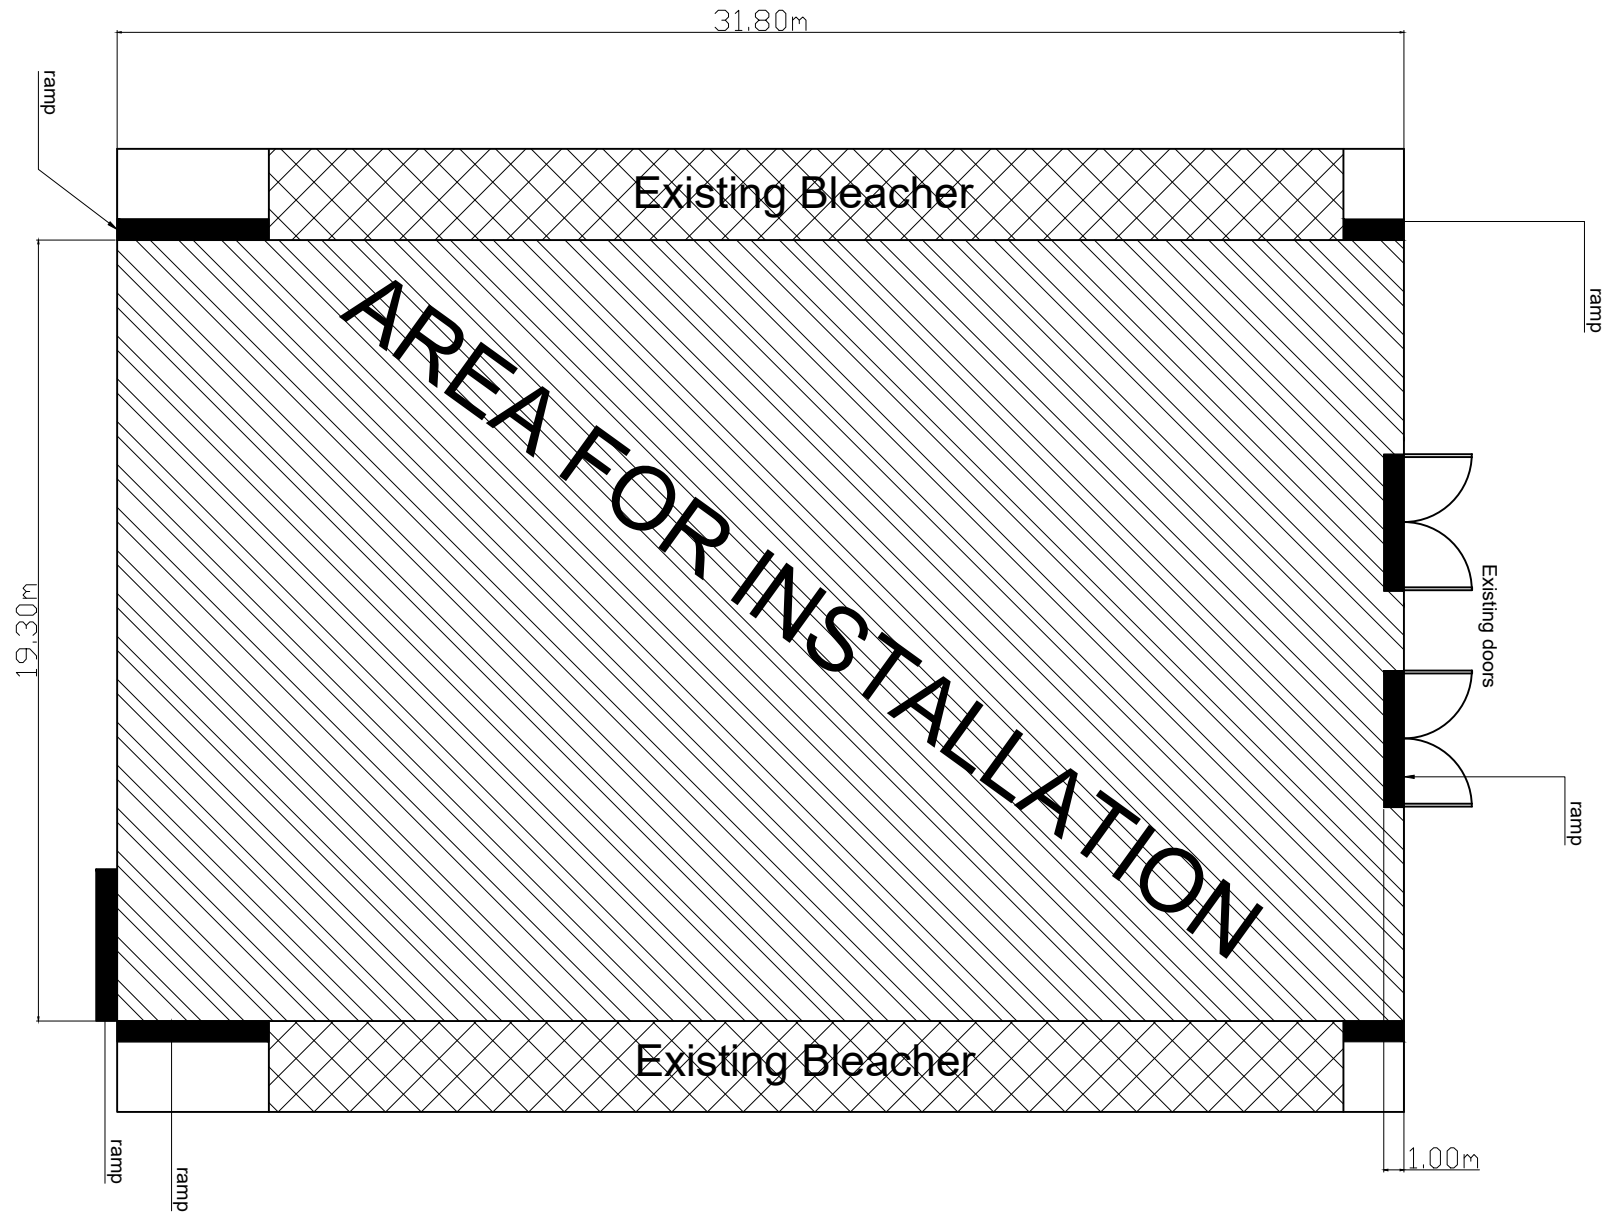 31.80m
ramp
Existing Bleacher
ramp
AREA FOR INSTALLATION
Existing doors
19.30m
ramp
Existing Bleacher
1.00m
ramp
ramp